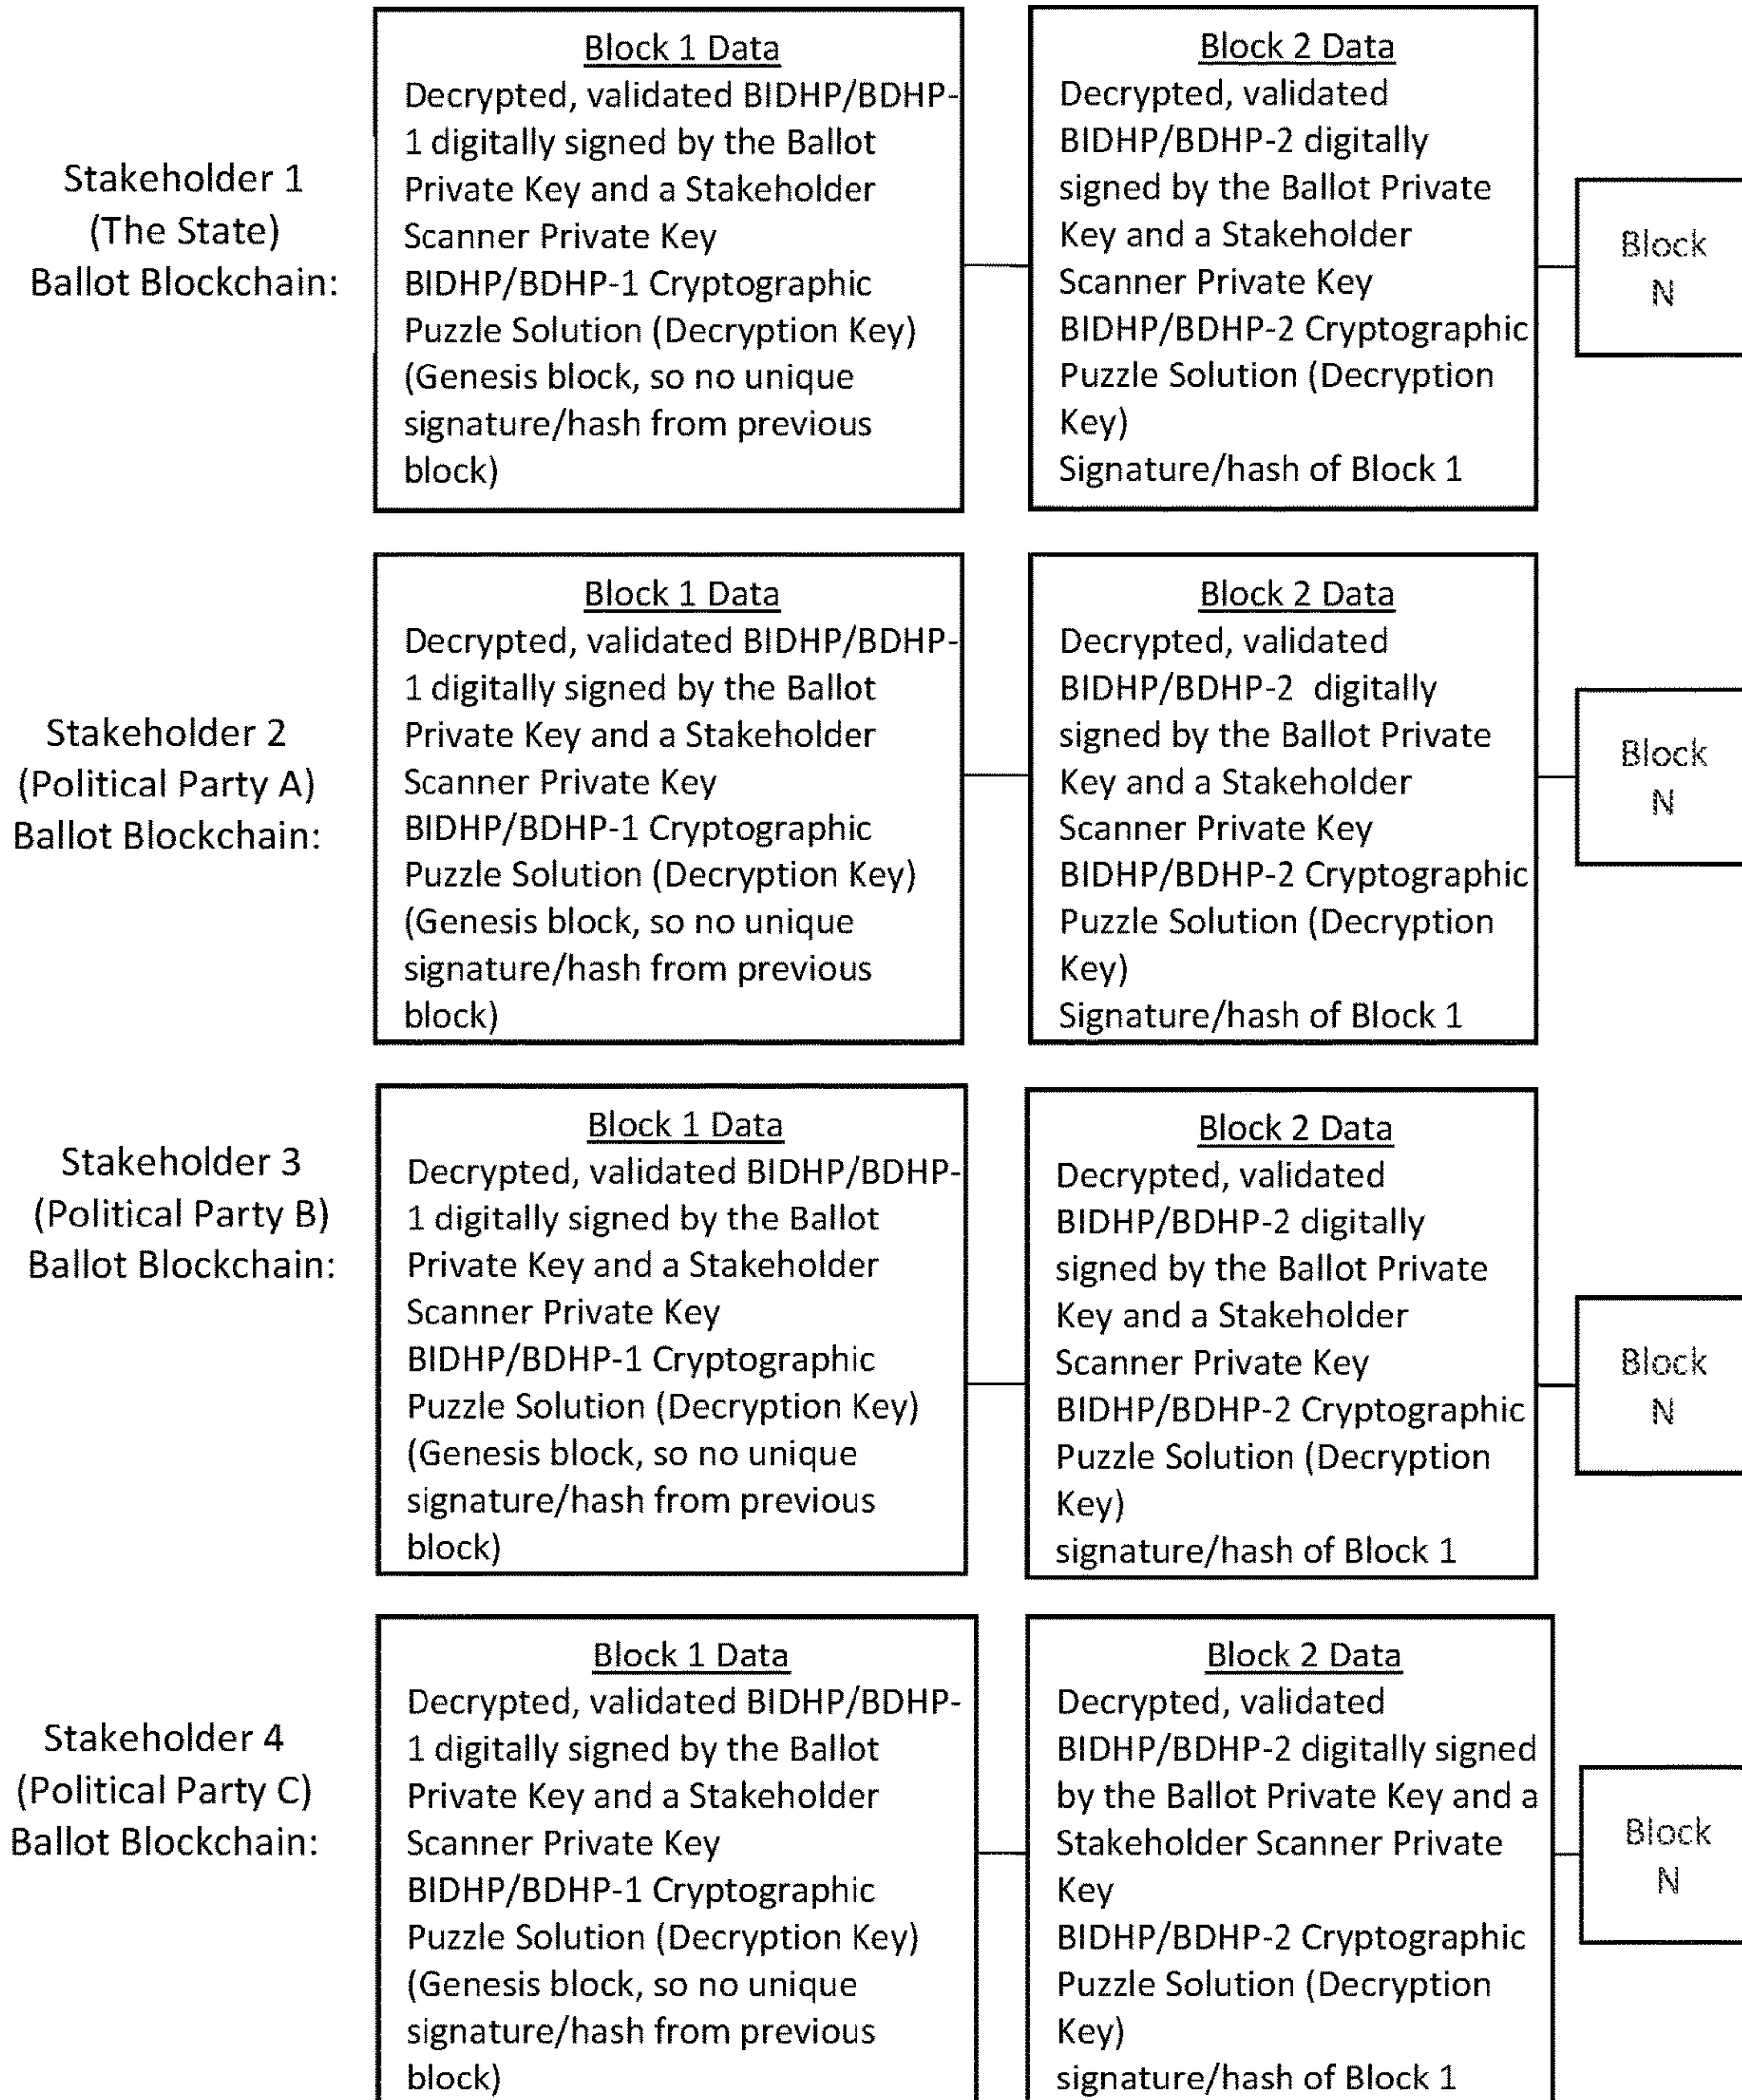 Stakeholder 1
(The State)
Ballot Blockchain:
Block 1 Data
Decrypted, validated BIDHP/BDHP-
1 digitally signed by the Ballot
Private Key and a Stakeholder
Scanner Private Key
BIDHP/BDHP-1 Cryptographic
Puzzle Solution (Decryption Key)
(Genesis block, so no unique
signature/hash from previous
block)
Block 2 Data
Decrypted, validated
BIDHP/BDHP-2 digitally
signed by the Ballot Private
Key and a Stakeholder
Scanner Private Key
BIDHP/BDHP-2 Cryptographic
Puzzle Solution (Decryption
Key)
Signature/hash of Block 1
Block
N
Stakeholder 2
(Political Party A)
Ballot Blockchain:
Block 1 Data
Decrypted, validated BIDHP/BDHP-
1 digitally signed by the Ballot
Private Key and a Stakeholder
Scanner Private Key
BIDHP/BDHP-1 Cryptographic
Puzzle Solution (Decryption Key)
(Genesis block, so no unique
signature/hash from previous
block)
Block 2 Data
Decrypted, validated
BIDHP/BDHP-2 digitally
signed by the Ballot Private
Key and a Stakeholder
Scanner Private Key
BIDHP/BDHP-2 Cryptographic
Puzzle Solution (Decryption
Key)
Signature/hash of Block 1
Block
N
Stakeholder 3
(Political Party B)
Ballot Blockchain:
Block 1 Data
Decrypted, validated BIDHP/BDHP-
1 digitally signed by the Ballot
Private Key and a Stakeholder
Scanner Private Key
BIDHP/BDHP-1 Cryptographic
Puzzle Solution (Decryption Key)
(Genesis block, so no unique
signature/hash from previous
block)
Block 2 Data
Decrypted, validated
BIDHP/BDHP-2 digitally
signed by the Ballot Private
Key and a Stakeholder
Scanner Private Key
BIDHP/BDHP-2 Cryptographic
Puzzle Solution (Decryption
Key)
signature/hash of Block 1
Block
N
Stakeholder 4
(Political Party C)
Ballot Blockchain:
Block 1 Data
Decrypted, validated BIDHP/BDHP-
1 digitally signed by the Ballot
Private Key and a Stakeholder
Scanner Private Key
BIDHP/BDHP-1 Cryptographic
Puzzle Solution (Decryption Key)
(Genesis block, so no unique
signature/hash from previous
block)
Block 2 Data
Decrypted, validated
BIDHP/BDHP-2 digitally signed
by the Ballot Private Key and a
Stakeholder Scanner Private
Key
BIDHP/BDHP-2 Cryptographic
Puzzle Solution (Decryption
Key)
signature/hash of Block 1
Block
N